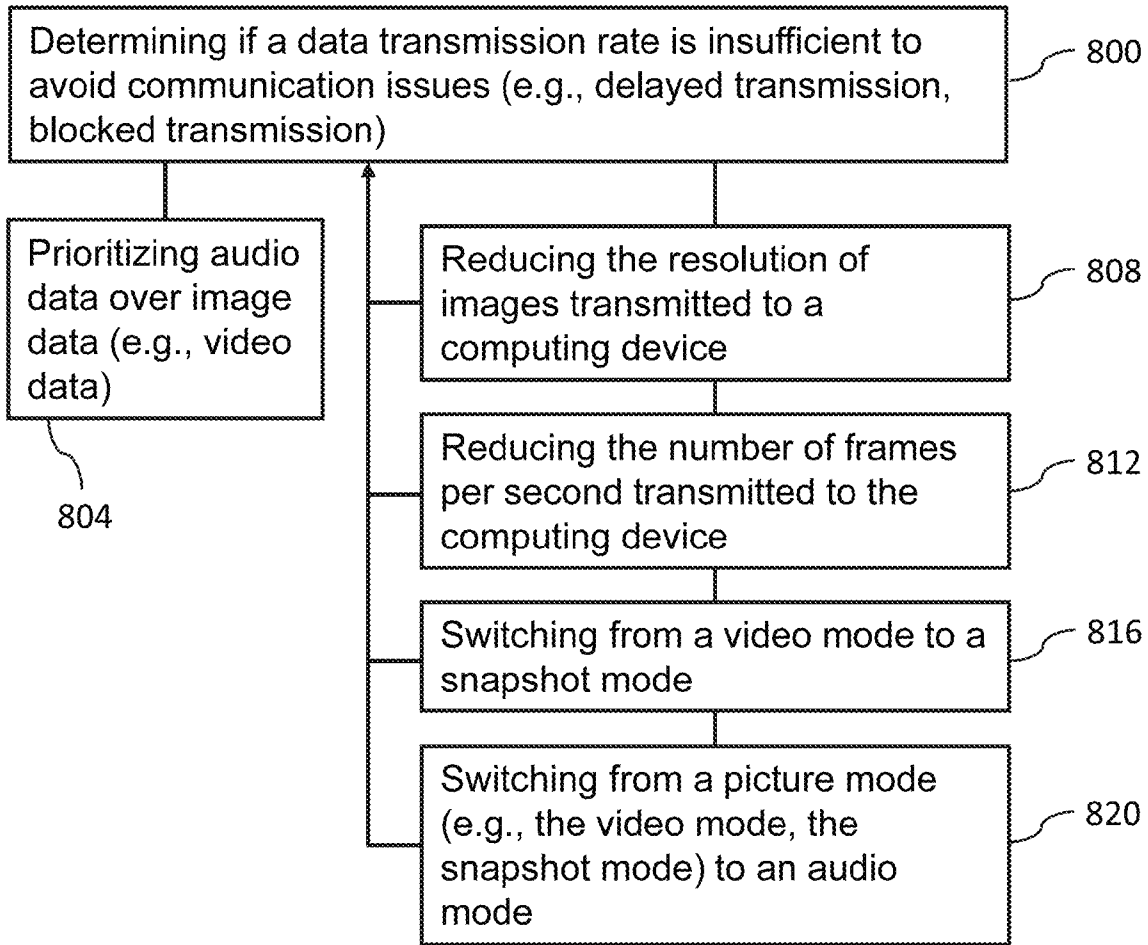 Determining if a data transmission rate is insufficient to
avoid communication issues (e.g., delayed transmission,
blocked transmission)
800
Prioritizing audio
data over image
data (e.g., video
data)
804
Reducing the resolution of
images transmitted to a
computing device
808
Reducing the number of frames
per second transmitted to the
computing device
812
Switching from a video mode to a
snapshot mode
816
Switching from a picture mode
(e.g., the video mode, the
snapshot mode) to an audio
mode
820